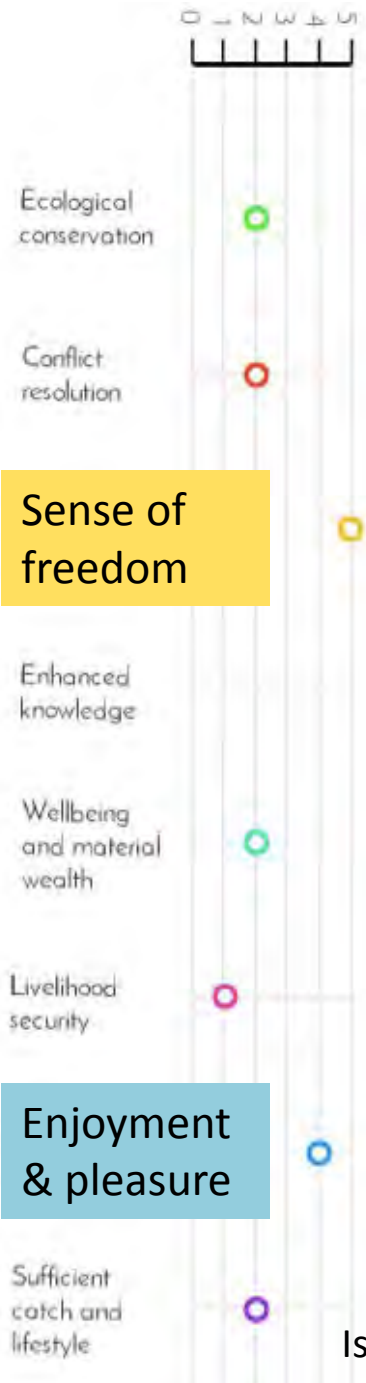 0 1 2 3 4 5
Ecological
conservation
Conflict
resolution
Sense of
freedom
Enhanced
knowledge
Wellbeing
and material
wealth
Livelihood
security
Enjoyment
& pleasure
Sufficient
catch and
lifestyle
Is